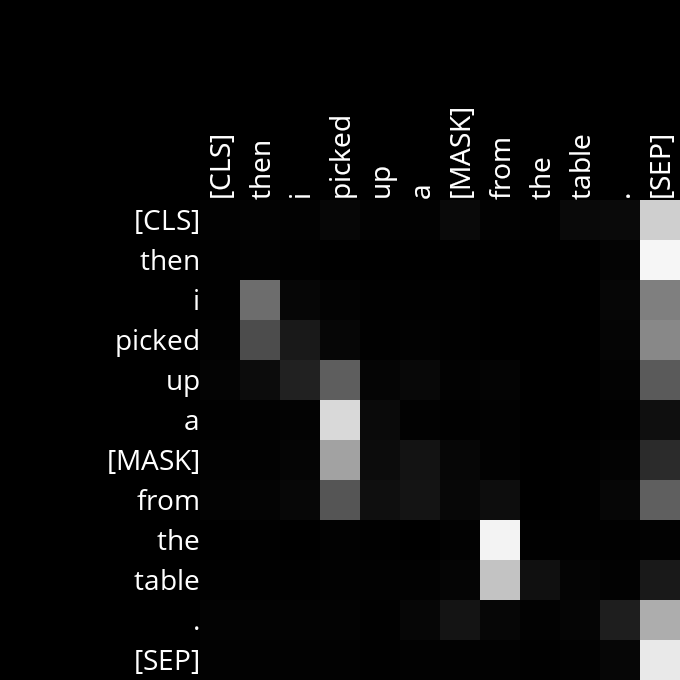 [CLS] then i picked up a [MASK] from the table . [SEP]
[CLS]
then
i
picked
up
a
[MASK]
from
the
table
.
[SEP]